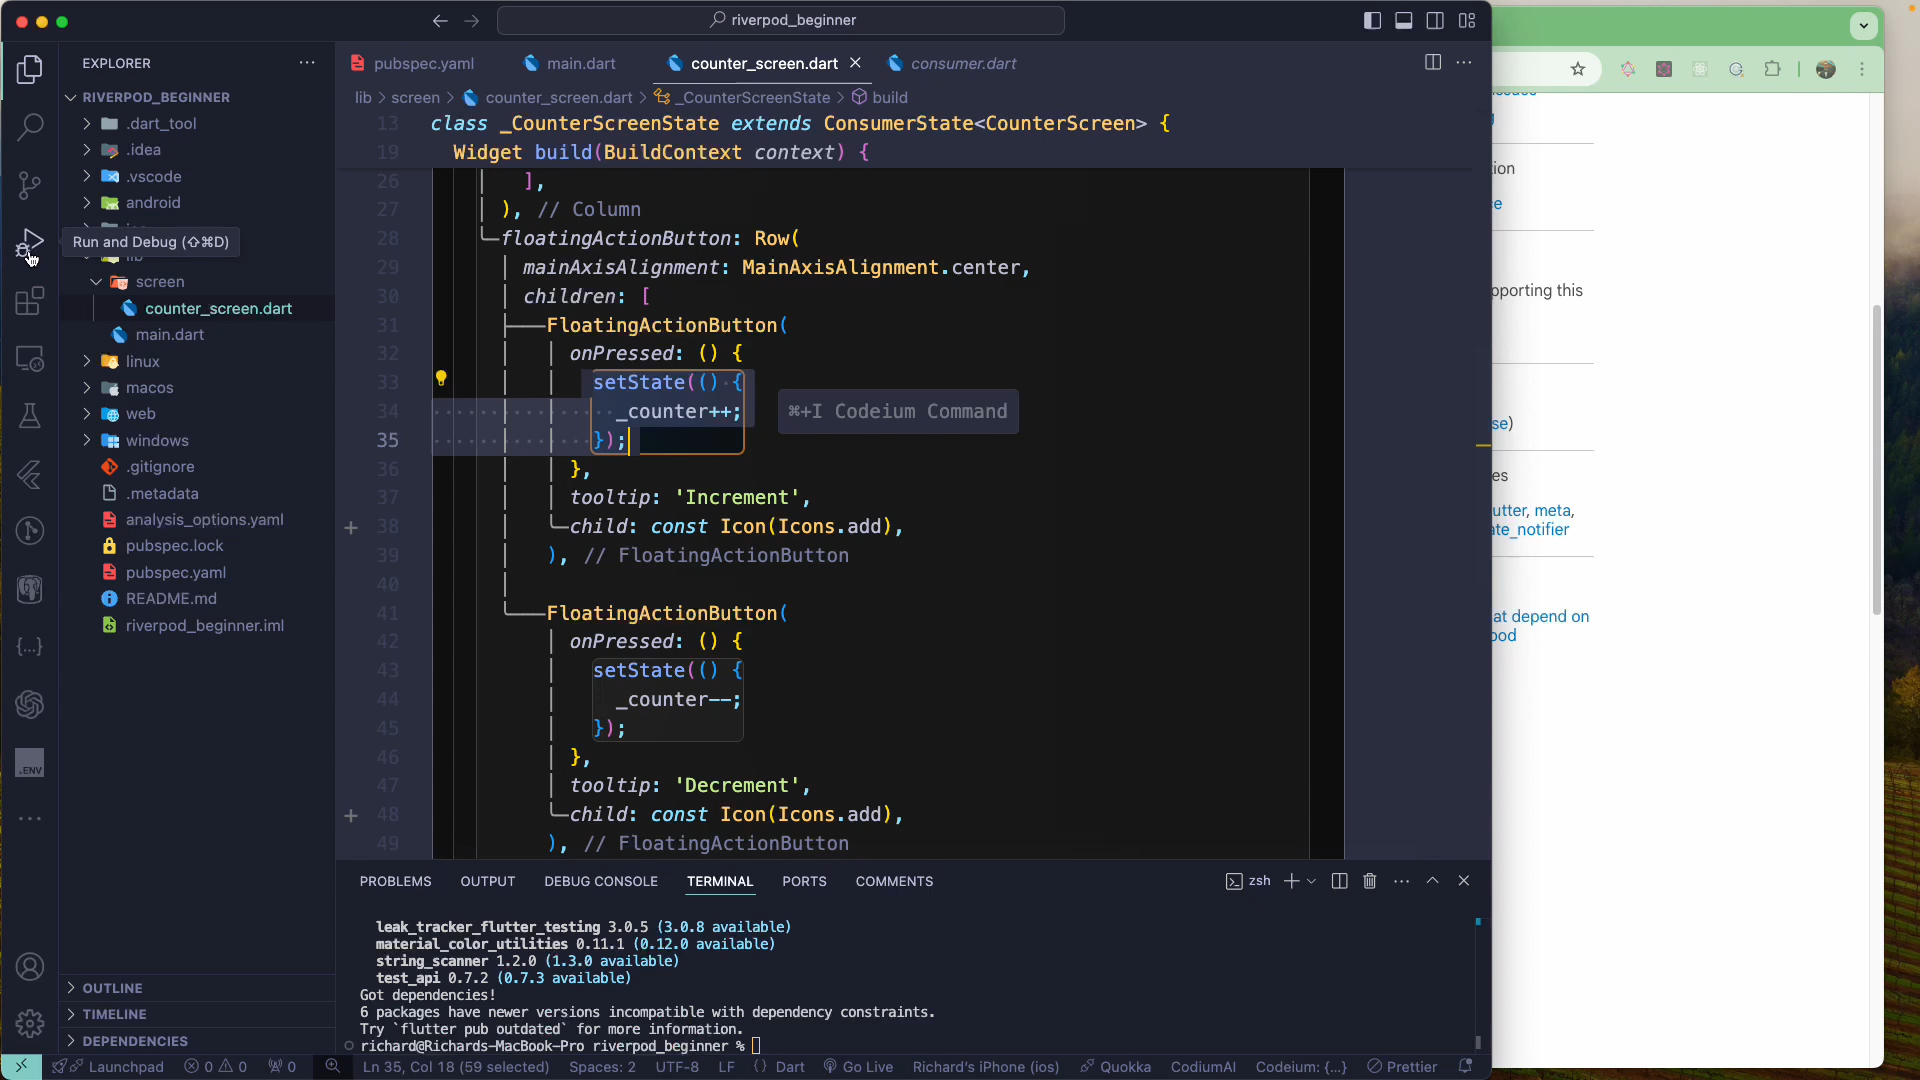 riverpod_beginner
EXPLORER
pubspec.yaml
main.dart
counter_screen.dart
consumer.dart
RIVERPOD_BEGINNER
lib > screen > counter_screen.dart > _CounterScreenState > build
.dart_tool
.idea
.vscode
android
Run and Debug (⇧⌘D)
screen
counter_screen.dart
main.dart
linux
macos
web
windows
.gitignore
.metadata
analysis_options.yaml
pubspec.lock
pubspec.yaml
README.md
riverpod_beginner.iml
.ENV
OUTLINE
TIMELINE
DEPENDENCIES
13 class _CounterScreenState extends ConsumerState<CounterScreen> {
19 Widget build(BuildContext context) {
26 ],
27 ), // Column
28 floatingActionButton: Row(
29 mainAxisAlignment: MainAxisAlignment.center,
30 children: [
31 FloatingActionButton(
32 onPressed: () {
33 setState(() {
34 _counter++;
⌘+I Codeium Command
35 });
36 },
37 tooltip: 'Increment',
38 child: const Icon(Icons.add),
39 ), // FloatingActionButton
40
41 FloatingActionButton(
42 onPressed: () {
43 setState(() {
44 _counter--;
45 });
46 },
47 tooltip: 'Decrement',
48 child: const Icon(Icons.add),
49 ), // FloatingActionButton
PROBLEMS OUTPUT DEBUG CONSOLE TERMINAL PORTS COMMENTS
zsh
leak_tracker_flutter_testing 3.0.5 (3.0.8 available)
material_color_utilities 0.11.1 (0.12.0 available)
string_scanner 1.2.0 (1.3.0 available)
test_api 0.7.2 (0.7.3 available)
Got dependencies!
6 packages have newer versions incompatible with dependency constraints.
Try `flutter pub outdated` for more information.
richard@Richards-MacBook-Pro riverpod_beginner %
Launchpad 0 0 0 Ln 35, Col 18 (59 selected) Spaces: 2 UTF-8 LF Dart Go Live Richard's iPhone (ios) Quokka CodiumAI Codeium: {...} Prettier
pporting this
se)
es
utter, meta,
ate_notifier
at depend on